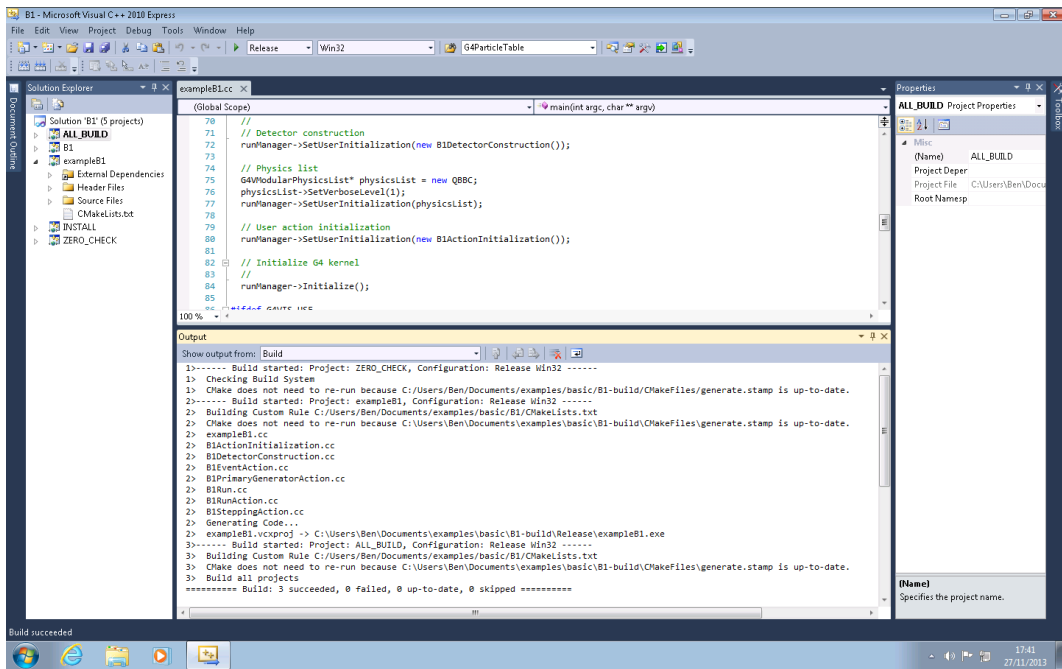 B1 - Microsoft Visual C++ 2010 Express
File Edit View Project Debug Tools Window Help
Release Win32 G4ParticleTable
Document Outline
Solution Explorer
Solution 'B1' (5 projects)
ALL_BUILD
B1
exampleB1
External Dependencies
Header Files
Source Files
CMakeLists.txt
INSTALL
ZERO_CHECK
exampleB1.cc
(Global Scope) main(int argc, char ** argv)
70 //
71 // Detector construction
72 runManager->SetUserInitialization(new B1DetectorConstruction());
73
74 // Physics list
75 G4VModularPhysicsList* physicsList = new QBBC;
76 physicsList->SetVerboseLevel(1);
77 runManager->SetUserInitialization(physicsList);
78
79 // User action initialization
80 runManager->SetUserInitialization(new B1ActionInitialization());
81
82 // Initialize G4 kernel
83 //
84 runManager->Initialize();
85
86 #ifdef G4VIS_USE
100 %
Output
Show output from: Build
1>------ Build started: Project: ZERO_CHECK, Configuration: Release Win32 ------
1> Checking Build System
1> CMake does not need to re-run because C:/Users/Ben/Documents/examples/basic/B1-build/CMakeFiles/generate.stamp is up-to-date.
2>------ Build started: Project: exampleB1, Configuration: Release Win32 ------
2> Building Custom Rule C:/Users/Ben/Documents/examples/basic/B1/CMakeLists.txt
2> CMake does not need to re-run because C:\Users\Ben\Documents\examples\basic\B1-build\CMakeFiles\generate.stamp is up-to-date.
2> exampleB1.cc
2> B1ActionInitialization.cc
2> B1DetectorConstruction.cc
2> B1EventAction.cc
2> B1PrimaryGeneratorAction.cc
2> B1Run.cc
2> B1RunAction.cc
2> B1SteppingAction.cc
2> Generating Code...
2> exampleB1.vcxproj -> C:\Users\Ben\Documents\examples\basic\B1-build\Release\exampleB1.exe
3>------ Build started: Project: ALL_BUILD, Configuration: Release Win32 ------
3> Building Custom Rule C:/Users/Ben/Documents/examples/basic/B1/CMakeLists.txt
3> CMake does not need to re-run because C:\Users\Ben\Documents\examples\basic\B1-build\CMakeFiles\generate.stamp is up-to-date.
3> Build all projects
========== Build: 3 succeeded, 0 failed, 0 up-to-date, 0 skipped ==========
Properties
ALL_BUILD Project Properties
Misc
(Name) ALL_BUILD
Project Deper
Project File C:\Users\Ben\Docu
Root Namesp
(Name)
Specifies the project name.
Toolbox
Build succeeded
17:41
27/11/2013